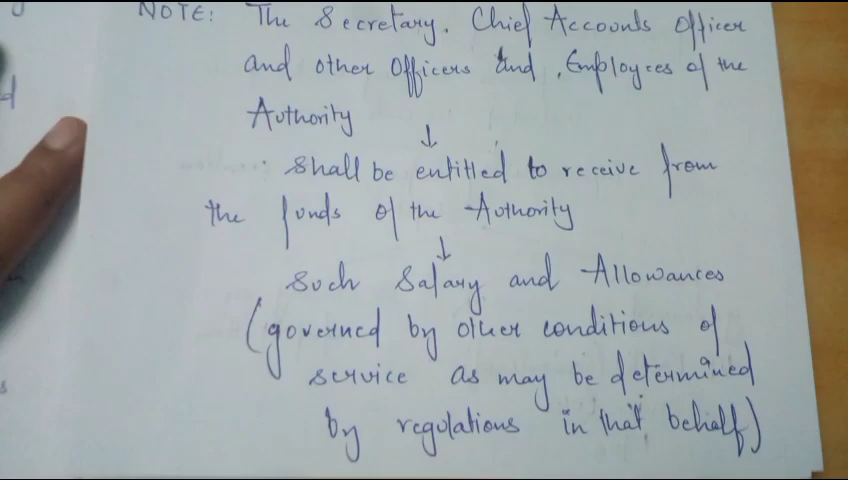 NOTE: The Secretary. Chief Accounts Officer
and other Officers and Employees of the
Authority
↓
Shall be entitled to receive from
the funds of the Authority
↓
Such Salary and Allowances
(governed by other conditions of
service as may be determined
by regulations in that behalf)